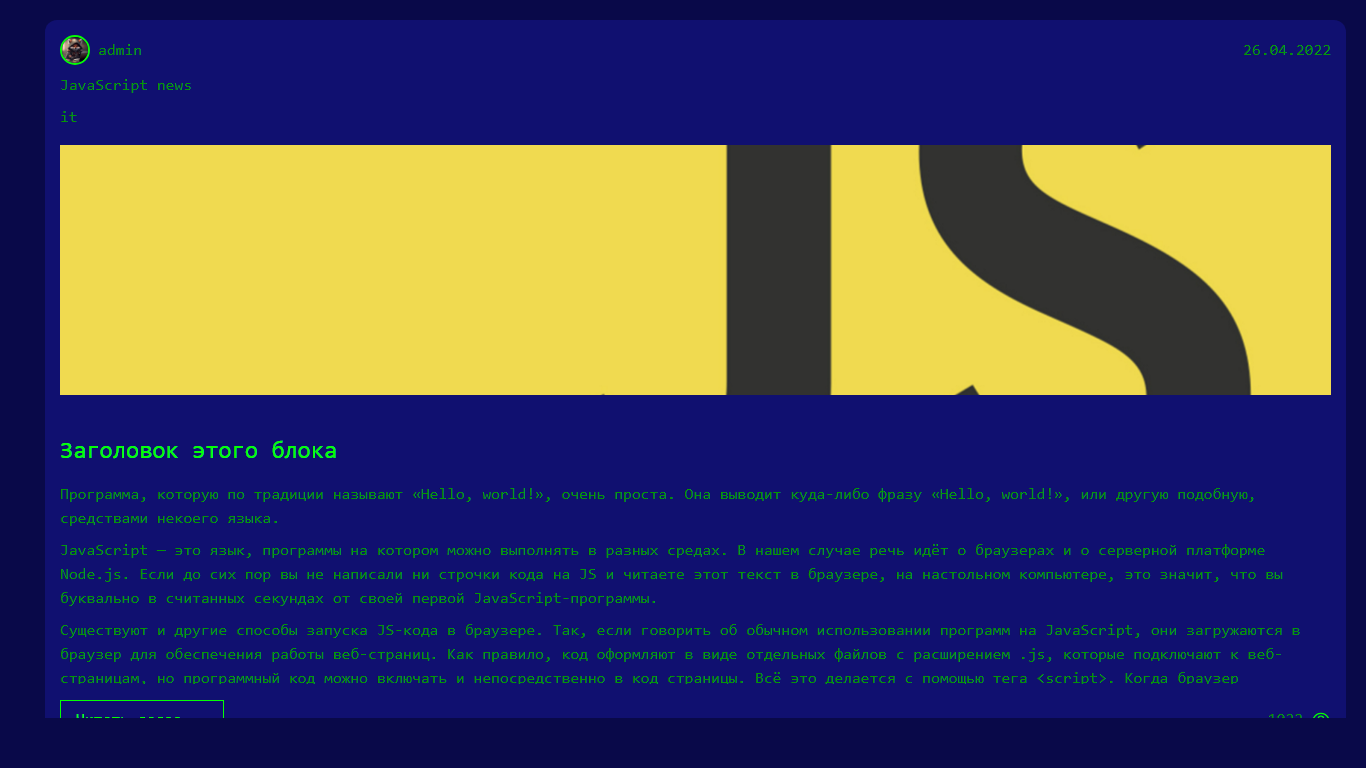 admin
26.04.2022
JavaScript news
it
JS
Заголовок этого блока
Программа, которую по традиции называют «Hello, world!», очень проста. Она выводит куда-либо фразу «Hello, world!», или другую подобную,
средствами некоего языка.
JavaScript — это язык, программы на котором можно выполнять в разных средах. В нашем случае речь идёт о браузерах и о серверной платформе
Node.js. Если до сих пор вы не написали ни строчки кода на JS и читаете этот текст в браузере, на настольном компьютере, это значит, что вы
буквально в считанных секундах от своей первой JavaScript-программы.
Существуют и другие способы запуска JS-кода в браузере. Так, если говорить об обычном использовании программ на JavaScript, они загружаются в
браузер для обеспечения работы веб-страниц. Как правило, код оформляют в виде отдельных файлов с расширением .js, которые подключают к веб-
страницам, но программный код можно включать и непосредственно в код страницы. Всё это делается с помощью тега <script>. Когда браузер